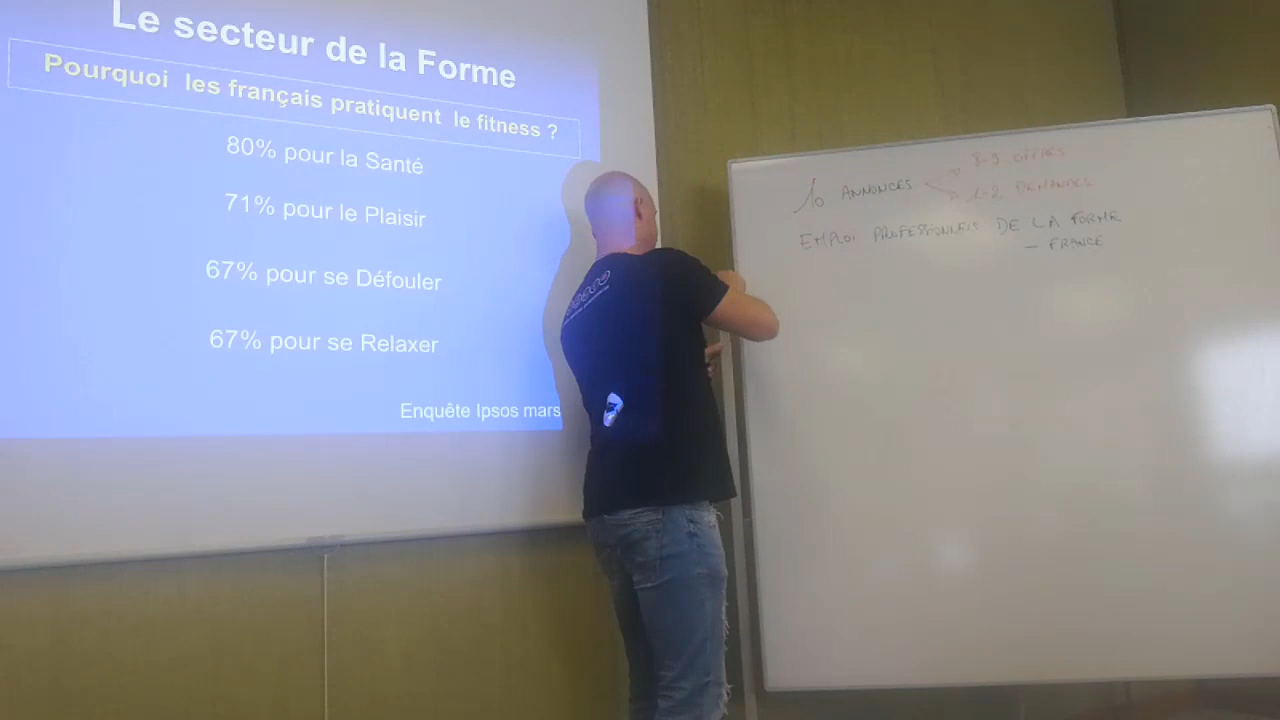 Le secteur de la Forme
Pourquoi les français pratiquent le fitness ?
80% pour la Santé
71% pour le Plaisir
67% pour se Défouler
67% pour se Relaxer
Enquête Ipsos mars
8-9 OFFRES
10 ANNONCES
1-2 DEMANDES
EMPLOI PROFESSIONNELS DE LA FORME
- FRANCE